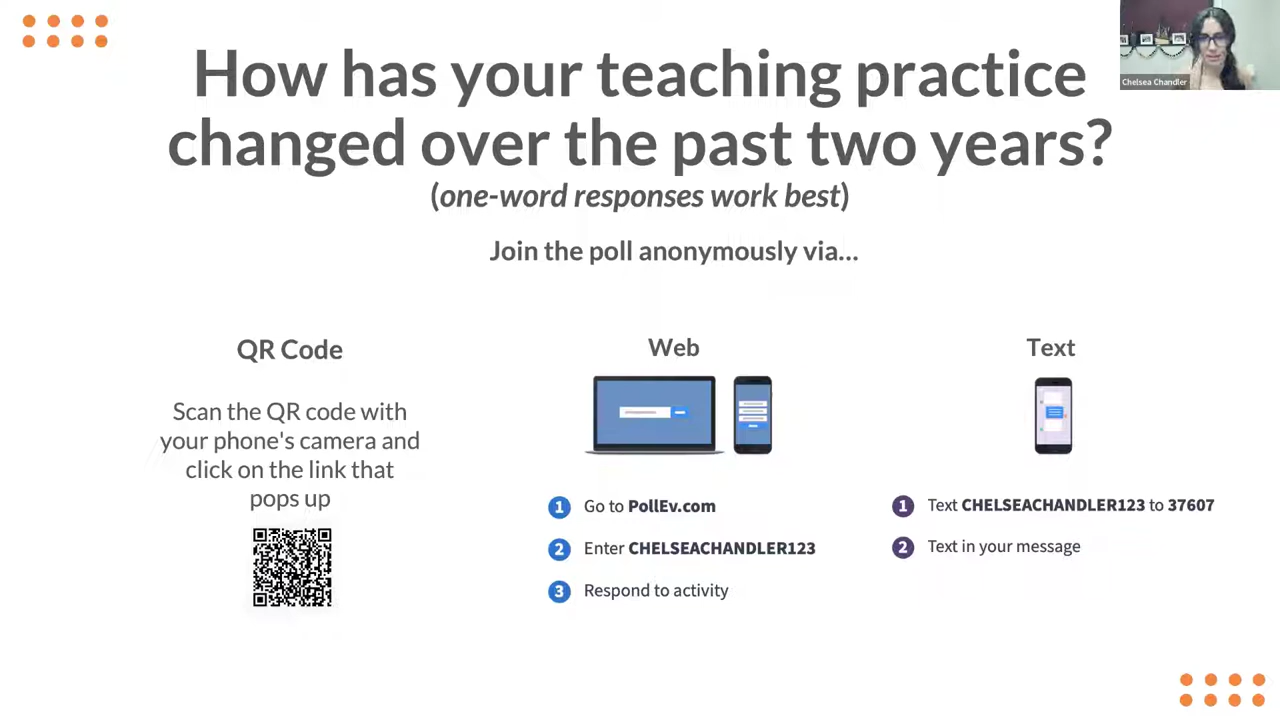 Chelsea Chandler
How has your teaching practice
changed over the past two years?
(one-word responses work best)
Join the poll anonymously via...
QR Code
Scan the QR code with
your phone's camera and
click on the link that
pops up
Web
1 Go to PollEv.com
2 Enter CHELSEACHANDLER123
3 Respond to activity
Text
1 Text CHELSEACHANDLER123 to 37607
2 Text in your message